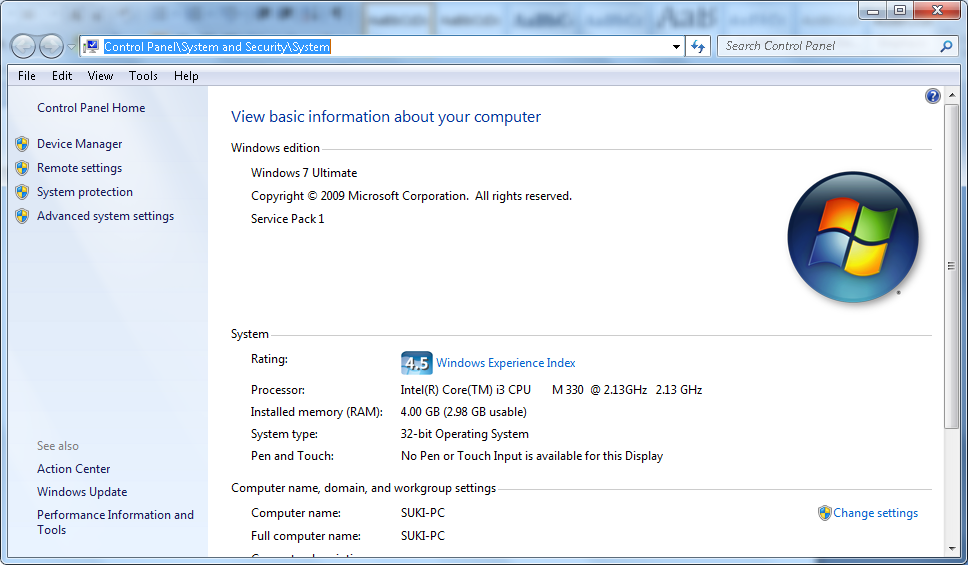 Control Panel\System and Security\System
Search Control Panel
File Edit View Tools Help
Control Panel Home
Device Manager
Remote settings
System protection
Advanced system settings
See also
Action Center
Windows Update
Performance Information and
Tools
View basic information about your computer
Windows edition
Windows 7 Ultimate
Copyright © 2009 Microsoft Corporation. All rights reserved.
Service Pack 1
System
Rating: 4,5 Windows Experience Index
Processor: Intel(R) Core(TM) i3 CPU M 330 @ 2.13GHz 2.13 GHz
Installed memory (RAM): 4.00 GB (2.98 GB usable)
System type: 32-bit Operating System
Pen and Touch: No Pen or Touch Input is available for this Display
Computer name, domain, and workgroup settings
Computer name: SUKI-PC Change settings
Full computer name: SUKI-PC